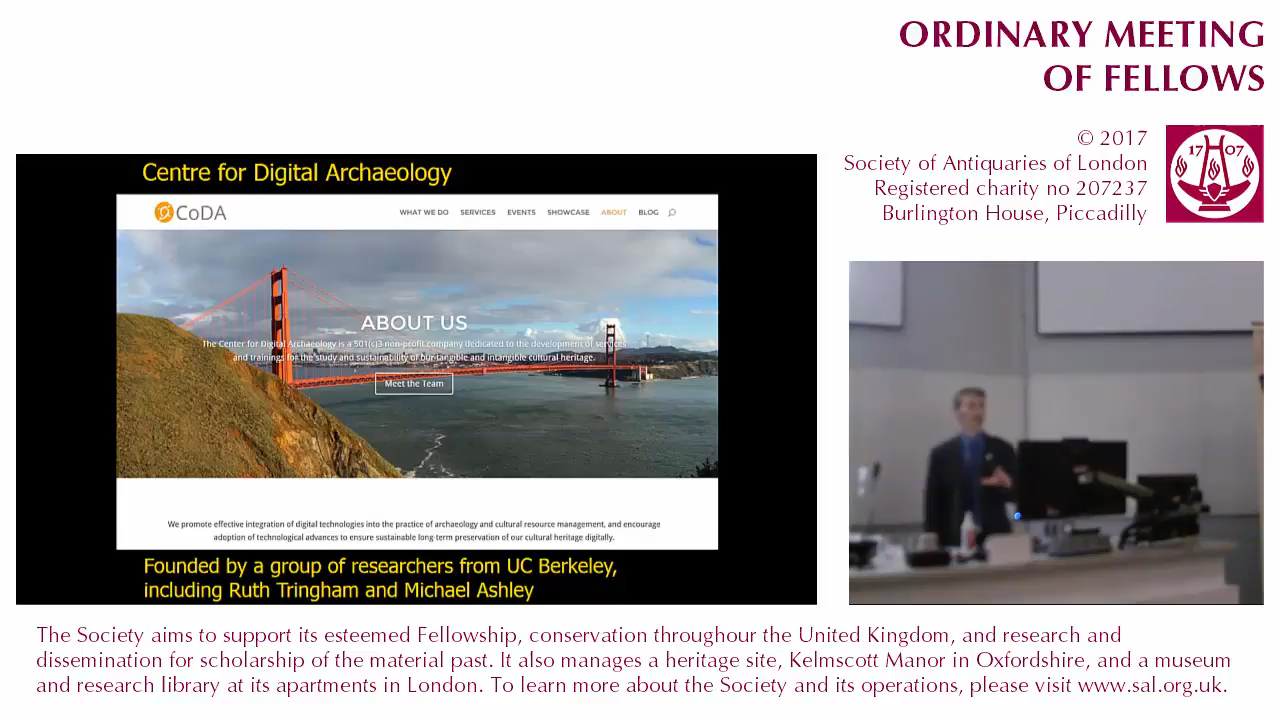 ORDINARY MEETING
OF FELLOWS
© 2017
Society of Antiquaries of London
Registered charity no 207237
Burlington House, Piccadilly
17 07
Centre for Digital Archaeology
CoDA
WHAT WE DO SERVICES EVENTS SHOWCASE ABOUT BLOG
ABOUT US
The Center for Digital Archaeology is a 501(c)3 non-profit company dedicated to the development of services
and trainings for the study and sustainability of our tangible and intangible cultural heritage.
Meet the Team
We promote effective integration of digital technologies into the practice of archaeology and cultural resource management, and encourage
adoption of technological advances to ensure sustainable long-term preservation of our cultural heritage digitally.
Founded by a group of researchers from UC Berkeley,
including Ruth Tringham and Michael Ashley
The Society aims to support its esteemed Fellowship, conservation throughour the United Kingdom, and research and
dissemination for scholarship of the material past. It also manages a heritage site, Kelmscott Manor in Oxfordshire, and a museum
and research library at its apartments in London. To learn more about the Society and its operations, please visit www.sal.org.uk.